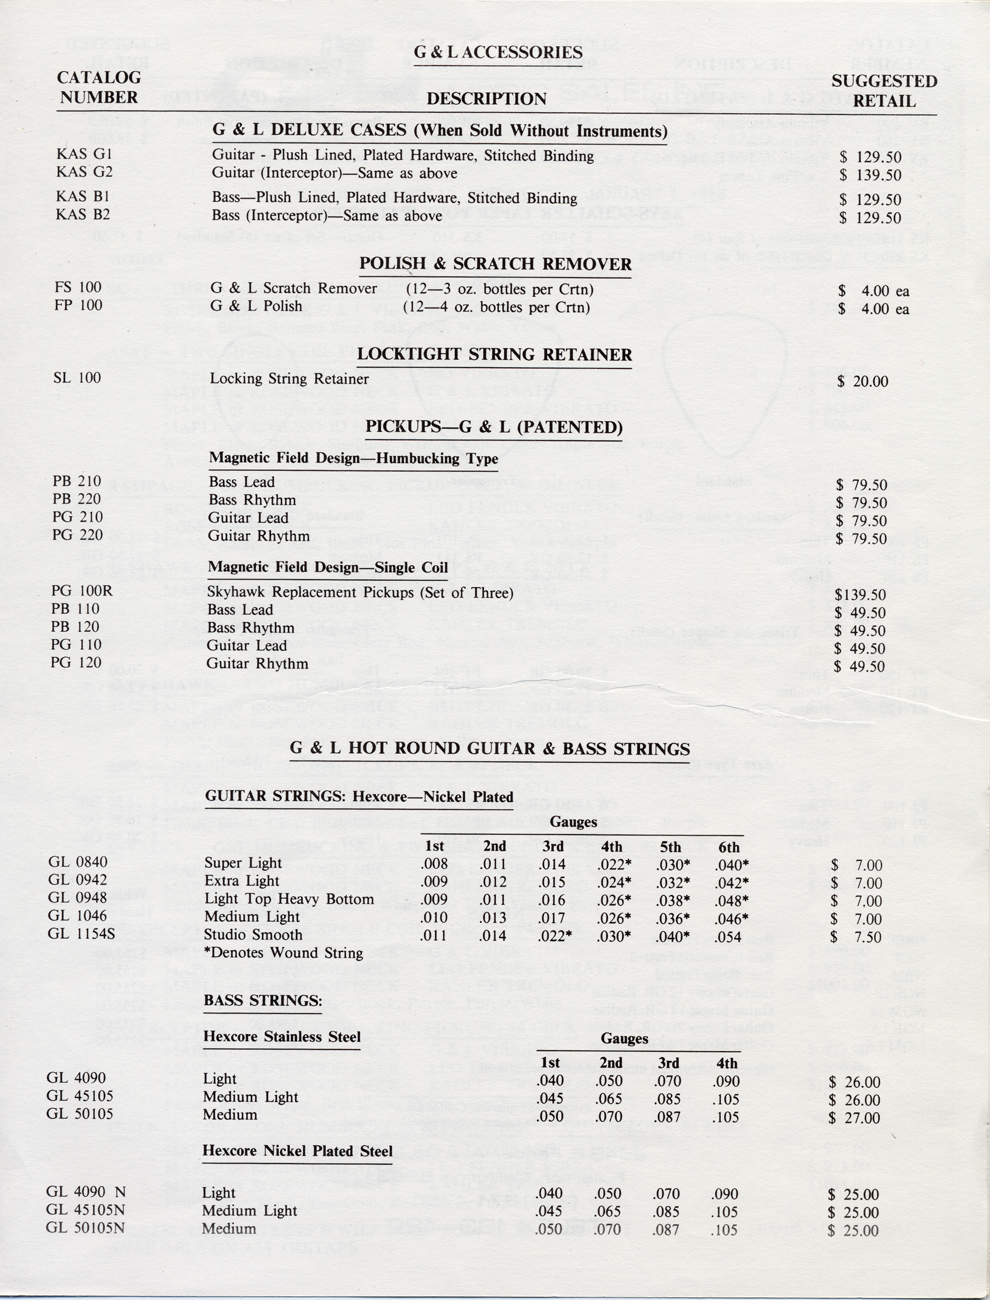 G & L ACCESSORIES
CATALOG NUMBER DESCRIPTION SUGGESTED RETAIL
G & L DELUXE CASES (When Sold Without Instruments)
KAS G1 Guitar - Plush Lined, Plated Hardware, Stitched Binding $ 129.50
KAS G2 Guitar (Interceptor)—Same as above $ 139.50
KAS B1 Bass—Plush Lined, Plated Hardware, Stitched Binding $ 129.50
KAS B2 Bass (Interceptor)—Same as above $ 129.50
POLISH & SCRATCH REMOVER
FS 100 G & L Scratch Remover (12—3 oz. bottles per Crtn) $ 4.00 ea
FP 100 G & L Polish (12—4 oz. bottles per Crtn) $ 4.00 ea
LOCKTIGHT STRING RETAINER
SL 100 Locking String Retainer $ 20.00
PICKUPS—G & L (PATENTED)
Magnetic Field Design—Humbucking Type
PB 210 Bass Lead $ 79.50
PB 220 Bass Rhythm $ 79.50
PG 210 Guitar Lead $ 79.50
PG 220 Guitar Rhythm $ 79.50
Magnetic Field Design—Single Coil
PG 100R Skyhawk Replacement Pickups (Set of Three) $139.50
PB 110 Bass Lead $ 49.50
PB 120 Bass Rhythm $ 49.50
PG 110 Guitar Lead $ 49.50
PG 120 Guitar Rhythm $ 49.50
G & L HOT ROUND GUITAR & BASS STRINGS
GUITAR STRINGS: Hexcore—Nickel Plated
Gauges
1st 2nd 3rd 4th 5th 6th
GL 0840 Super Light .008 .011 .014 .022* .030* .040* $ 7.00
GL 0942 Extra Light .009 .012 .015 .024* .032* .042* $ 7.00
GL 0948 Light Top Heavy Bottom .009 .011 .016 .026* .038* .048* $ 7.00
GL 1046 Medium Light .010 .013 .017 .026* .036* .046* $ 7.00
GL 1154S Studio Smooth .011 .014 .022* .030* .040* .054 $ 7.50
*Denotes Wound String
BASS STRINGS:
Hexcore Stainless Steel Gauges
1st 2nd 3rd 4th
GL 4090 Light .040 .050 .070 .090 $ 26.00
GL 45105 Medium Light .045 .065 .085 .105 $ 26.00
GL 50105 Medium .050 .070 .087 .105 $ 27.00
Hexcore Nickel Plated Steel
GL 4090 N Light .040 .050 .070 .090 $ 25.00
GL 45105N Medium Light .045 .065 .085 .105 $ 25.00
GL 50105N Medium .050 .070 .087 .105 $ 25.00